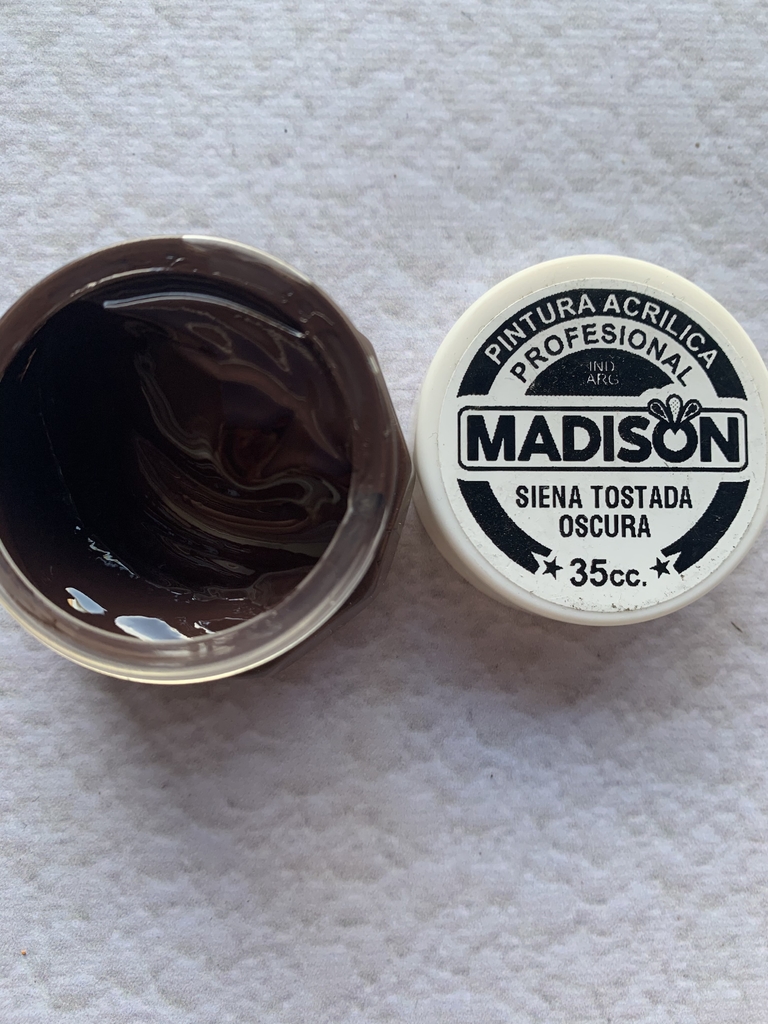 PINTURA ACRILICA
PROFESIONAL
IND
ARG
MADISON
SIENA TOSTADA
OSCURA
35cc.